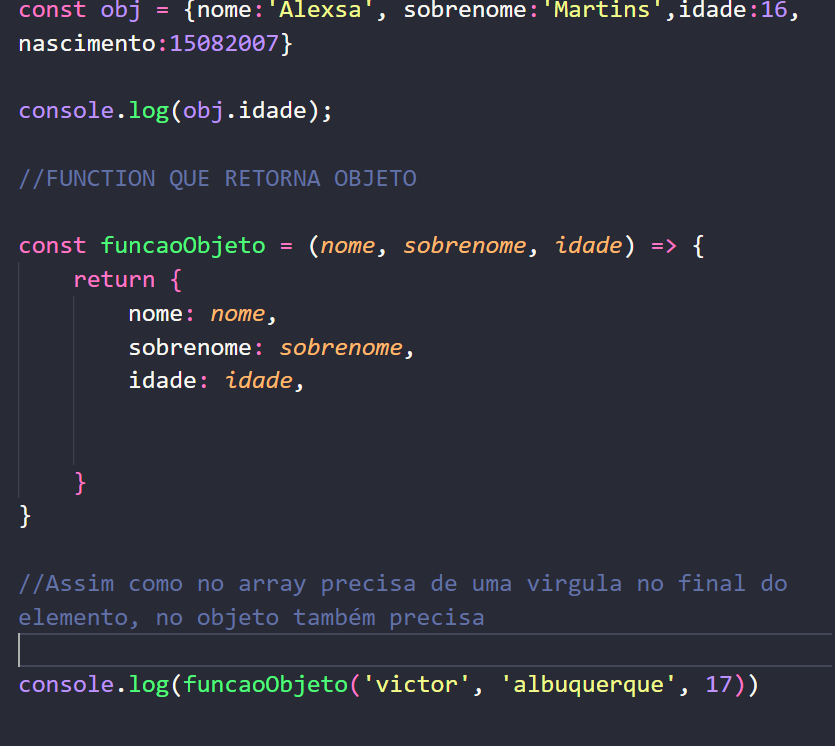 const obj = {nome:'Alexsa', sobrenome:'Martins',idade:16,
nascimento:15082007}
console.log(obj.idade);
//FUNCTION QUE RETORNA OBJETO
const funcaoObjeto = (nome, sobrenome, idade) => {
return {
nome: nome,
sobrenome: sobrenome,
idade: idade,
}
}
//Assim como no array precisa de uma virgula no final do
elemento, no objeto também precisa
console.log(funcaoObjeto('victor', 'albuquerque', 17))